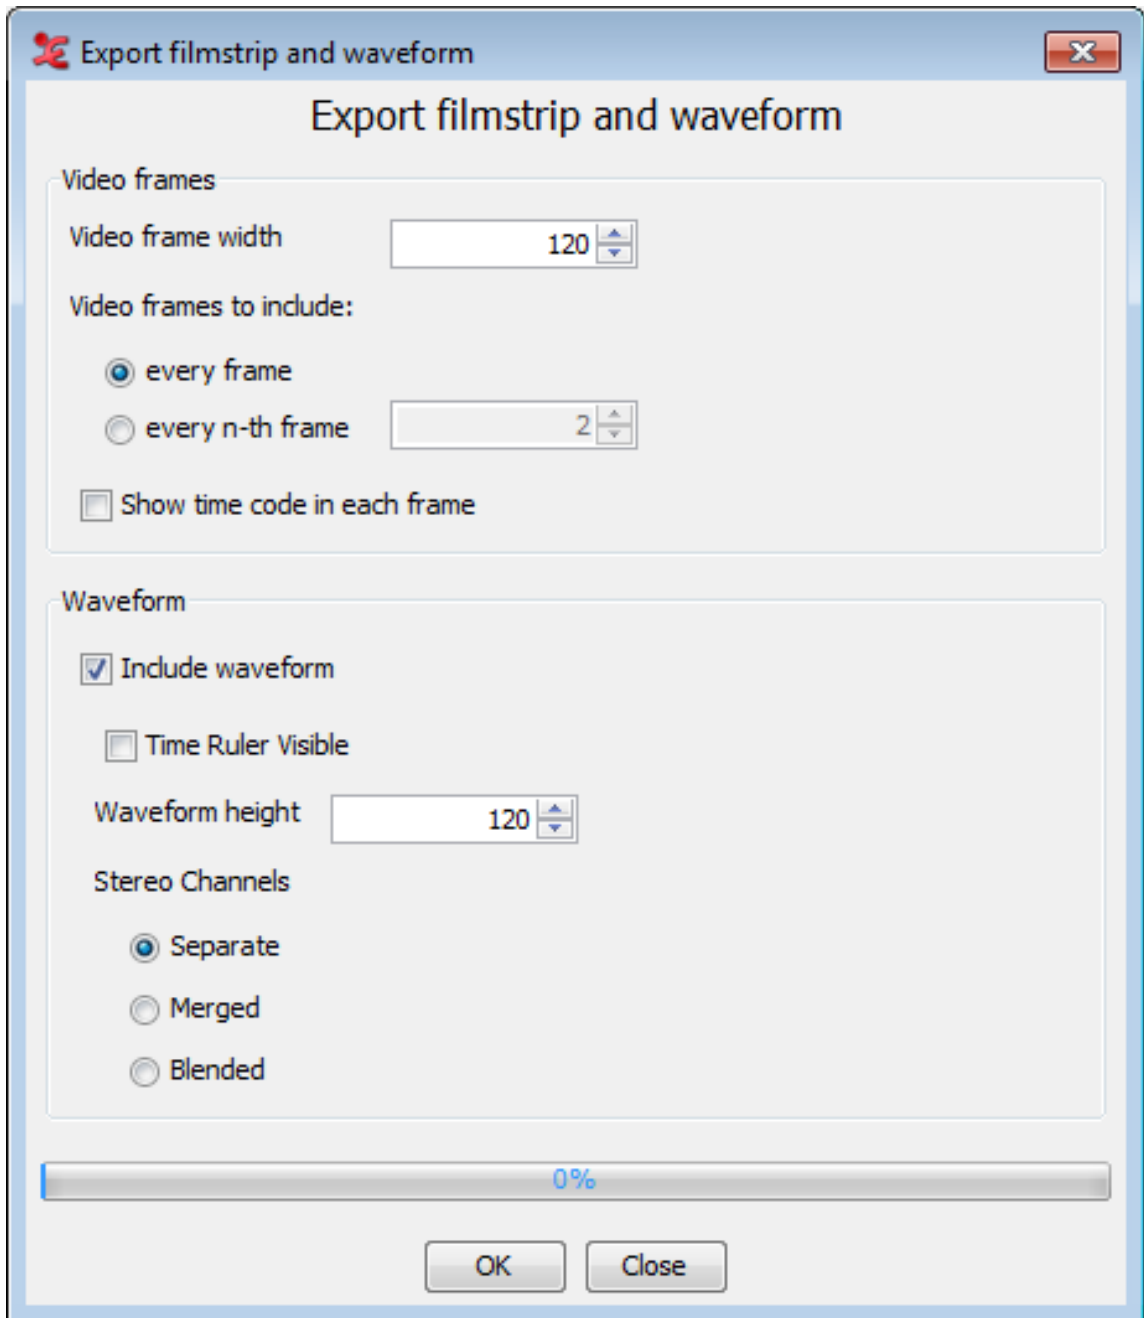 Export filmstrip and waveform
Export filmstrip and waveform
Video frames
Video frame width 120
Video frames to include:
every frame
every n-th frame 2
Show time code in each frame
Waveform
Include waveform
Time Ruler Visible
Waveform height 120
Stereo Channels
Separate
Merged
Blended
0%
OK Close